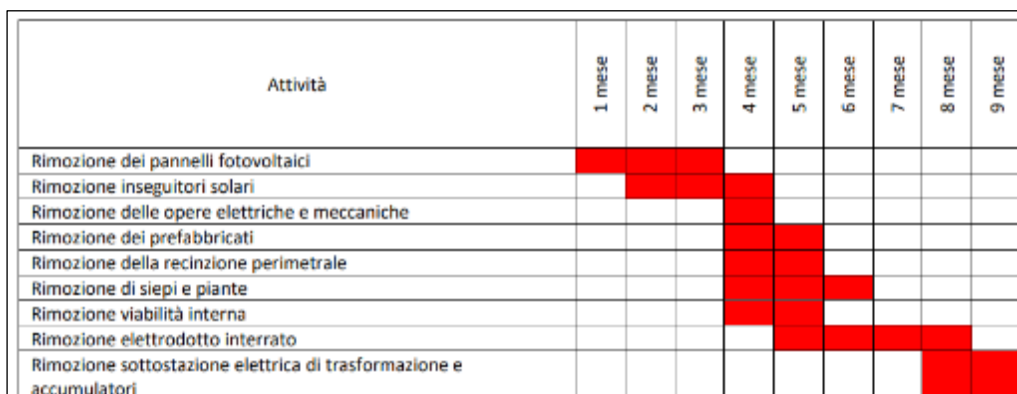 Attività
1 mese
2 mese
3 mese
4 mese
5 mese
6 mese
7 mese
8 mese
9 mese
Rimozione dei pannelli fotovoltaici
Rimozione inseguitori solari
Rimozione delle opere elettriche e meccaniche
Rimozione dei prefabbricati
Rimozione della recinzione perimetrale
Rimozione di siepi e piante
Rimozione viabilità interna
Rimozione elettrodotto interrato
Rimozione sottostazione elettrica di trasformazione e
accumulatori